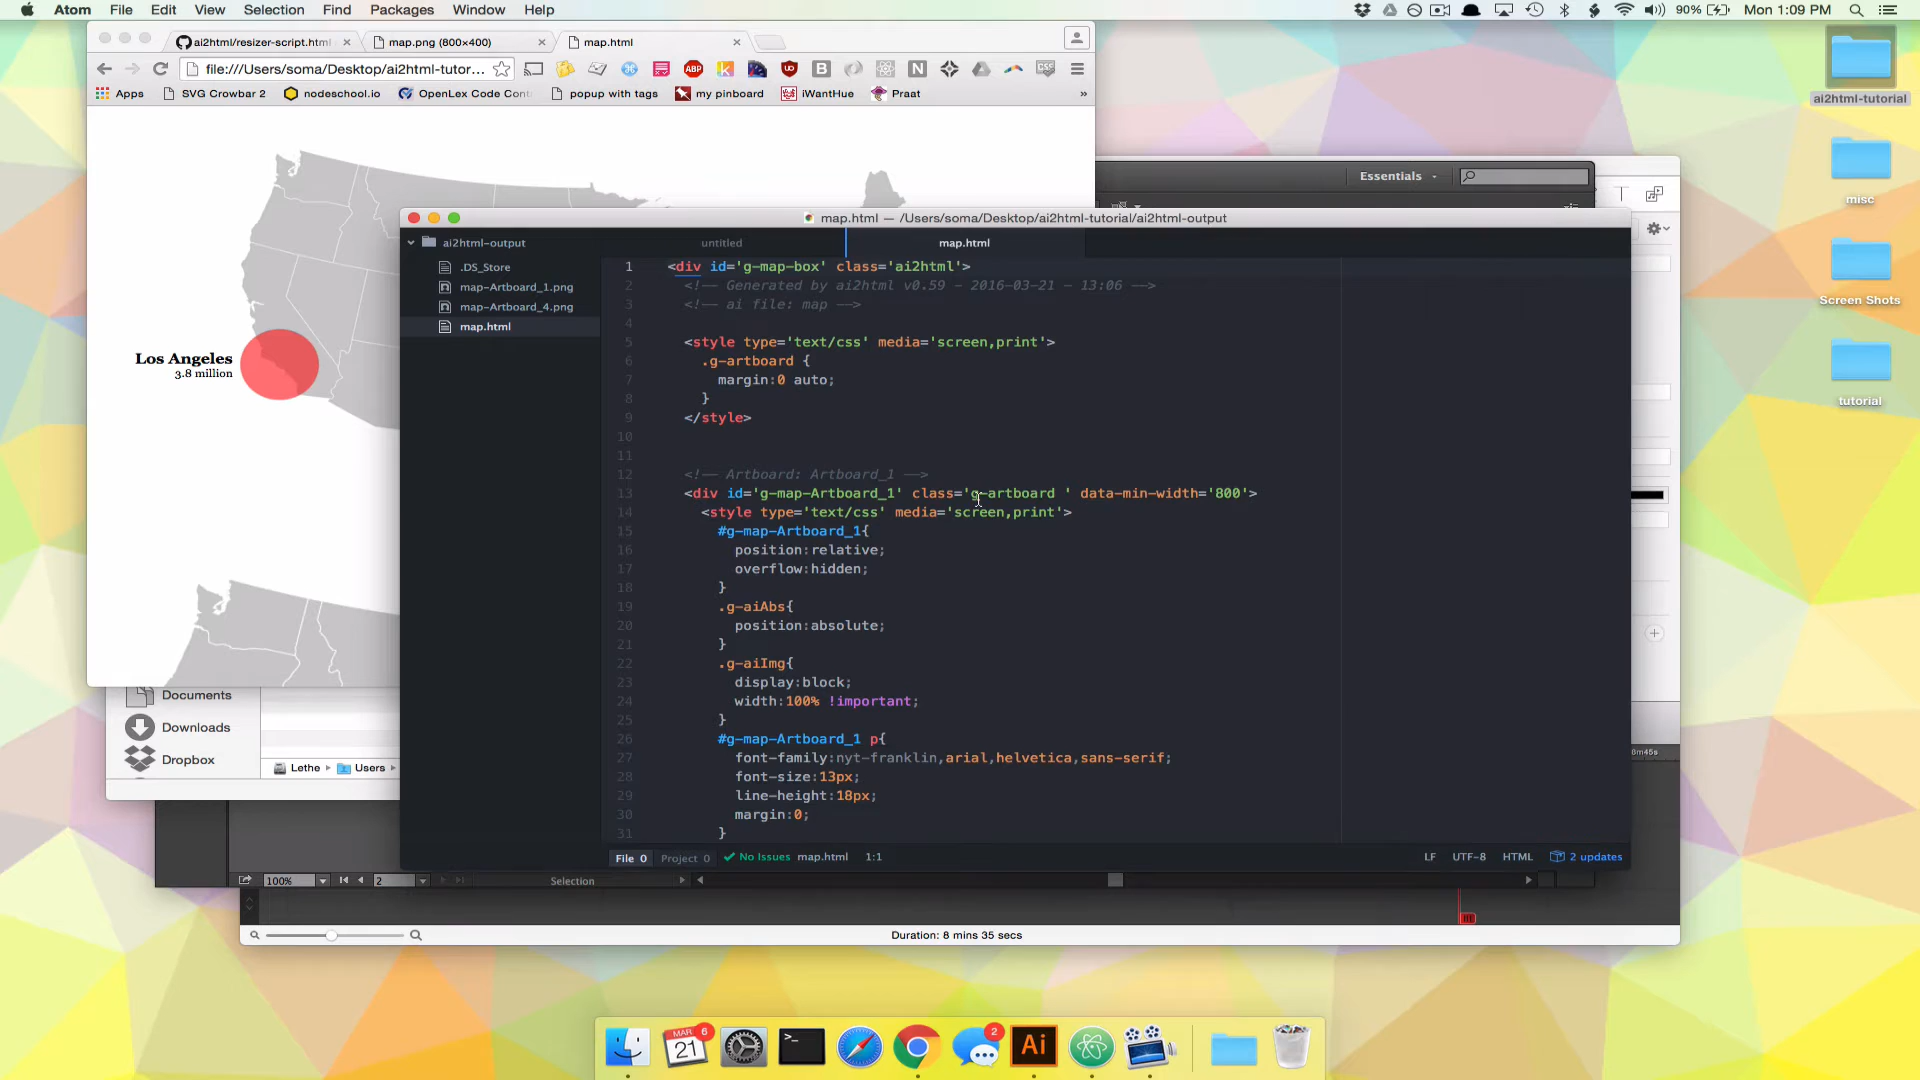 Atom File Edit View Selection Find Packages Window Help
90% Mon 1:09 PM
ai2html/resizer-script.html
map.png (800×400)
map.html
file:///Users/soma/Desktop/ai2html-tutor...
Apps SVG Crowbar 2 nodeschool.io OpenLex Code Cont popup with tags my pinboard iWantHue Praat »
Los Angeles
3.8 million
Essentials
map.html — /Users/soma/Desktop/ai2html-tutorial/ai2html-output
ai2html-output
.DS_Store
map-Artboard_1.png
map-Artboard_4.png
map.html
untitled
map.html
1 <div id='g-map-box' class='ai2html'>
2 <!-- Generated by ai2html v0.59 - 2016-03-21 - 13:06 -->
3 <!-- ai file: map -->
4
5 <style type='text/css' media='screen,print'>
6 .g-artboard {
7 margin:0 auto;
8 }
9 </style>
10
11
12 <!-- Artboard: Artboard_1 -->
13 <div id='g-map-Artboard_1' class='g-artboard ' data-min-width='800'>
14 <style type='text/css' media='screen,print'>
15 #g-map-Artboard_1{
16 position:relative;
17 overflow:hidden;
18 }
19 .g-aiAbs{
20 position:absolute;
21 }
22 .g-aiImg{
23 display:block;
24 width:100% !important;
25 }
26 #g-map-Artboard_1 p{
27 font-family:nyt-franklin,arial,helvetica,sans-serif;
28 font-size:13px;
29 line-height:18px;
30 margin:0;
31 }
File 0 Project 0 No Issues map.html 1:1
LF UTF-8 HTML 2 updates
Documents
Downloads
Dropbox
Lethe Users
100% 2 Selection
Duration: 8 mins 35 secs
ai2html-tutorial
misc
Screen Shots
tutorial
MAR 21
6
2
Ai